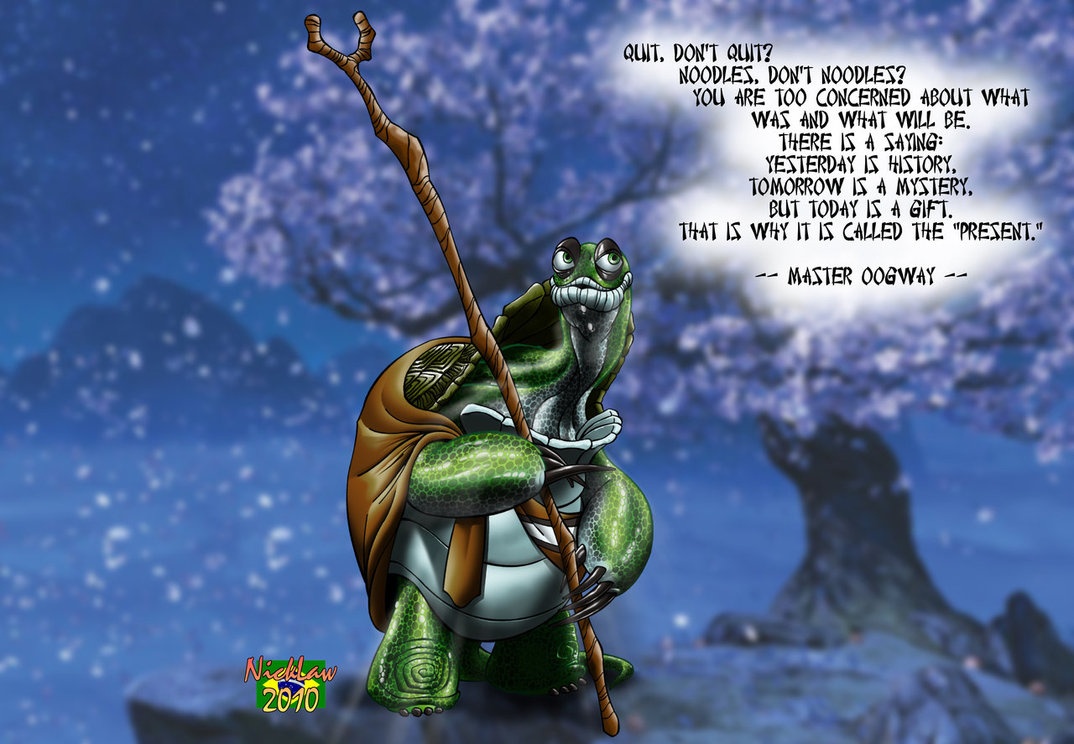 QUIT, DON'T QUIT?
NOODLES, DON'T NOODLES?
YOU ARE TOO CONCERNED ABOUT WHAT
WAS AND WHAT WILL BE.
THERE IS A SAYING:
YESTERDAY IS HISTORY,
TOMORROW IS A MYSTERY,
BUT TODAY IS A GIFT.
THAT IS WHY IT IS CALLED THE "PRESENT."
-- MASTER OOGWAY --
NickLaw
2010